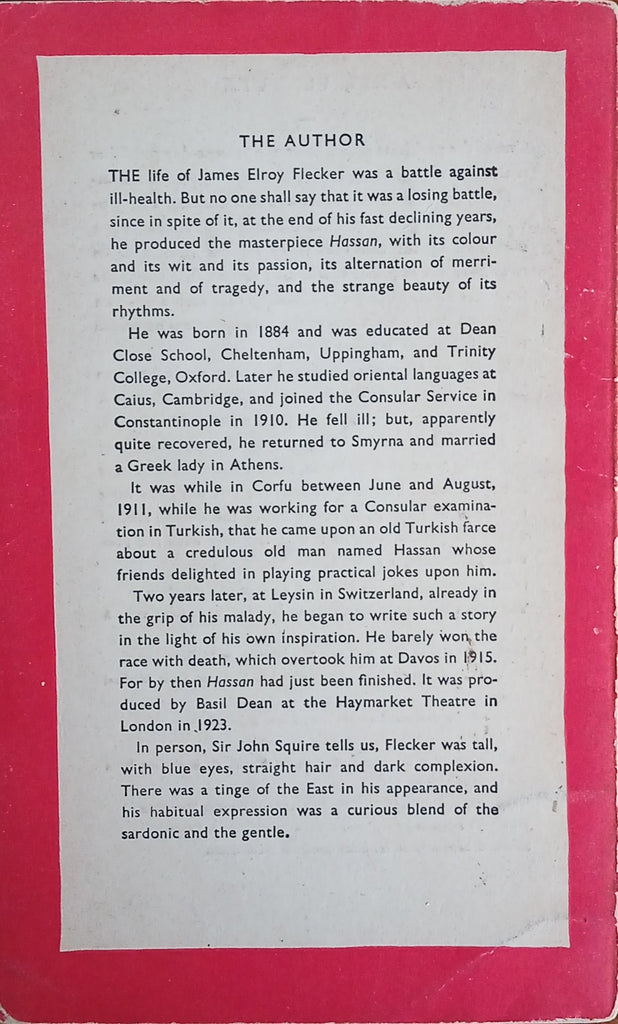 THE AUTHOR
THE life of James Elroy Flecker was a battle against
ill-health. But no one shall say that it was a losing battle,
since in spite of it, at the end of his fast declining years,
he produced the masterpiece Hassan, with its colour
and its wit and its passion, its alternation of merri-
ment and of tragedy, and the strange beauty of its
rhythms.
He was born in 1884 and was educated at Dean
Close School, Cheltenham, Uppingham, and Trinity
College, Oxford. Later he studied oriental languages at
Caius, Cambridge, and joined the Consular Service in
Constantinople in 1910. He fell ill; but, apparently
quite recovered, he returned to Smyrna and married
a Greek lady in Athens.
It was while in Corfu between June and August,
1911, while he was working for a Consular examina-
tion in Turkish, that he came upon an old Turkish farce
about a credulous old man named Hassan whose
friends delighted in playing practical jokes upon him.
Two years later, at Leysin in Switzerland, already in
the grip of his malady, he began to write such a story
in the light of his own inspiration. He barely won the
race with death, which overtook him at Davos in 1915.
For by then Hassan had just been finished. It was pro-
duced by Basil Dean at the Haymarket Theatre in
London in 1923.
In person, Sir John Squire tells us, Flecker was tall,
with blue eyes, straight hair and dark complexion.
There was a tinge of the East in his appearance, and
his habitual expression was a curious blend of the
sardonic and the gentle.